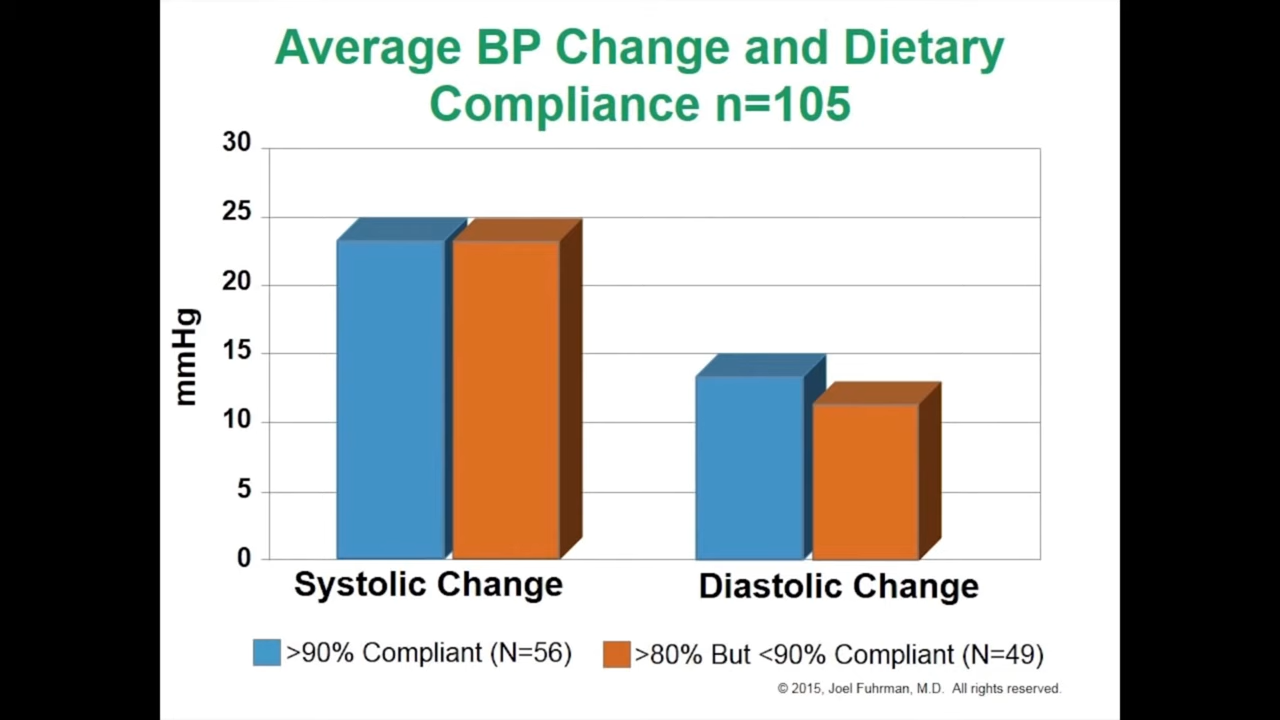 Average BP Change and Dietary
Compliance n=105
30
25
20
15
10
5
0
mmHg
Systolic Change
Diastolic Change
>90% Compliant (N=56)
>80% But <90% Compliant (N=49)
© 2015, Joel Fuhrman, M.D. All rights reserved.